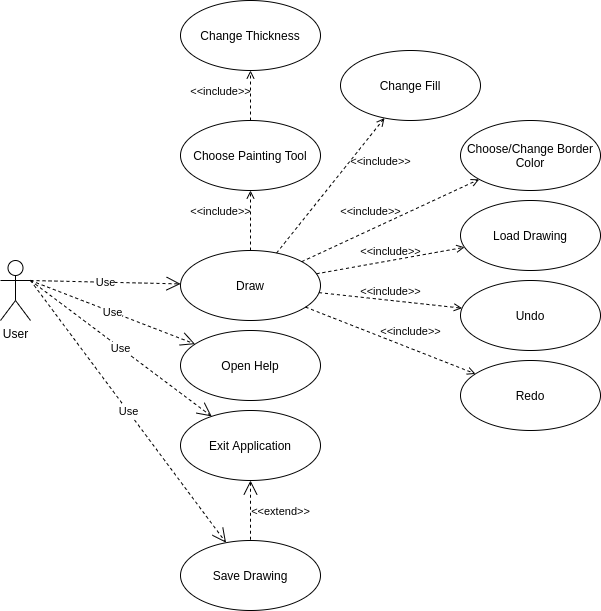 Change Thickness
Change Fill
<<include>>
Choose Painting Tool
Choose/Change Border
Color
<<include>>
<<include>>
<<include>>
Load Drawing
<<include>>
User
Use
Draw
<<include>>
Undo
Use
<<include>>
Use
Open Help
Redo
Use
Exit Application
<<extend>>
Save Drawing